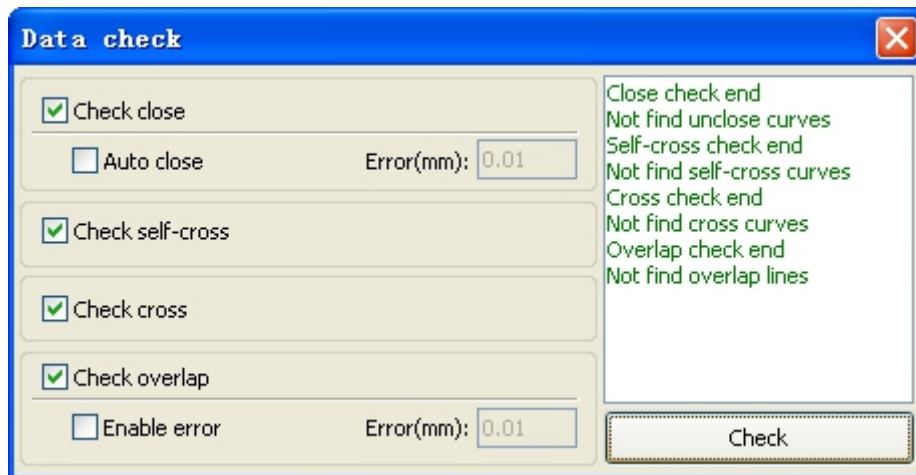 Data check
Check close
Auto close Error(mm): 0.01
Check self-cross
Check cross
Check overlap
Enable error Error(mm): 0.01
Close check end
Not find unclose curves
Self-cross check end
Not find self-cross curves
Cross check end
Not find cross curves
Overlap check end
Not find overlap lines
Check